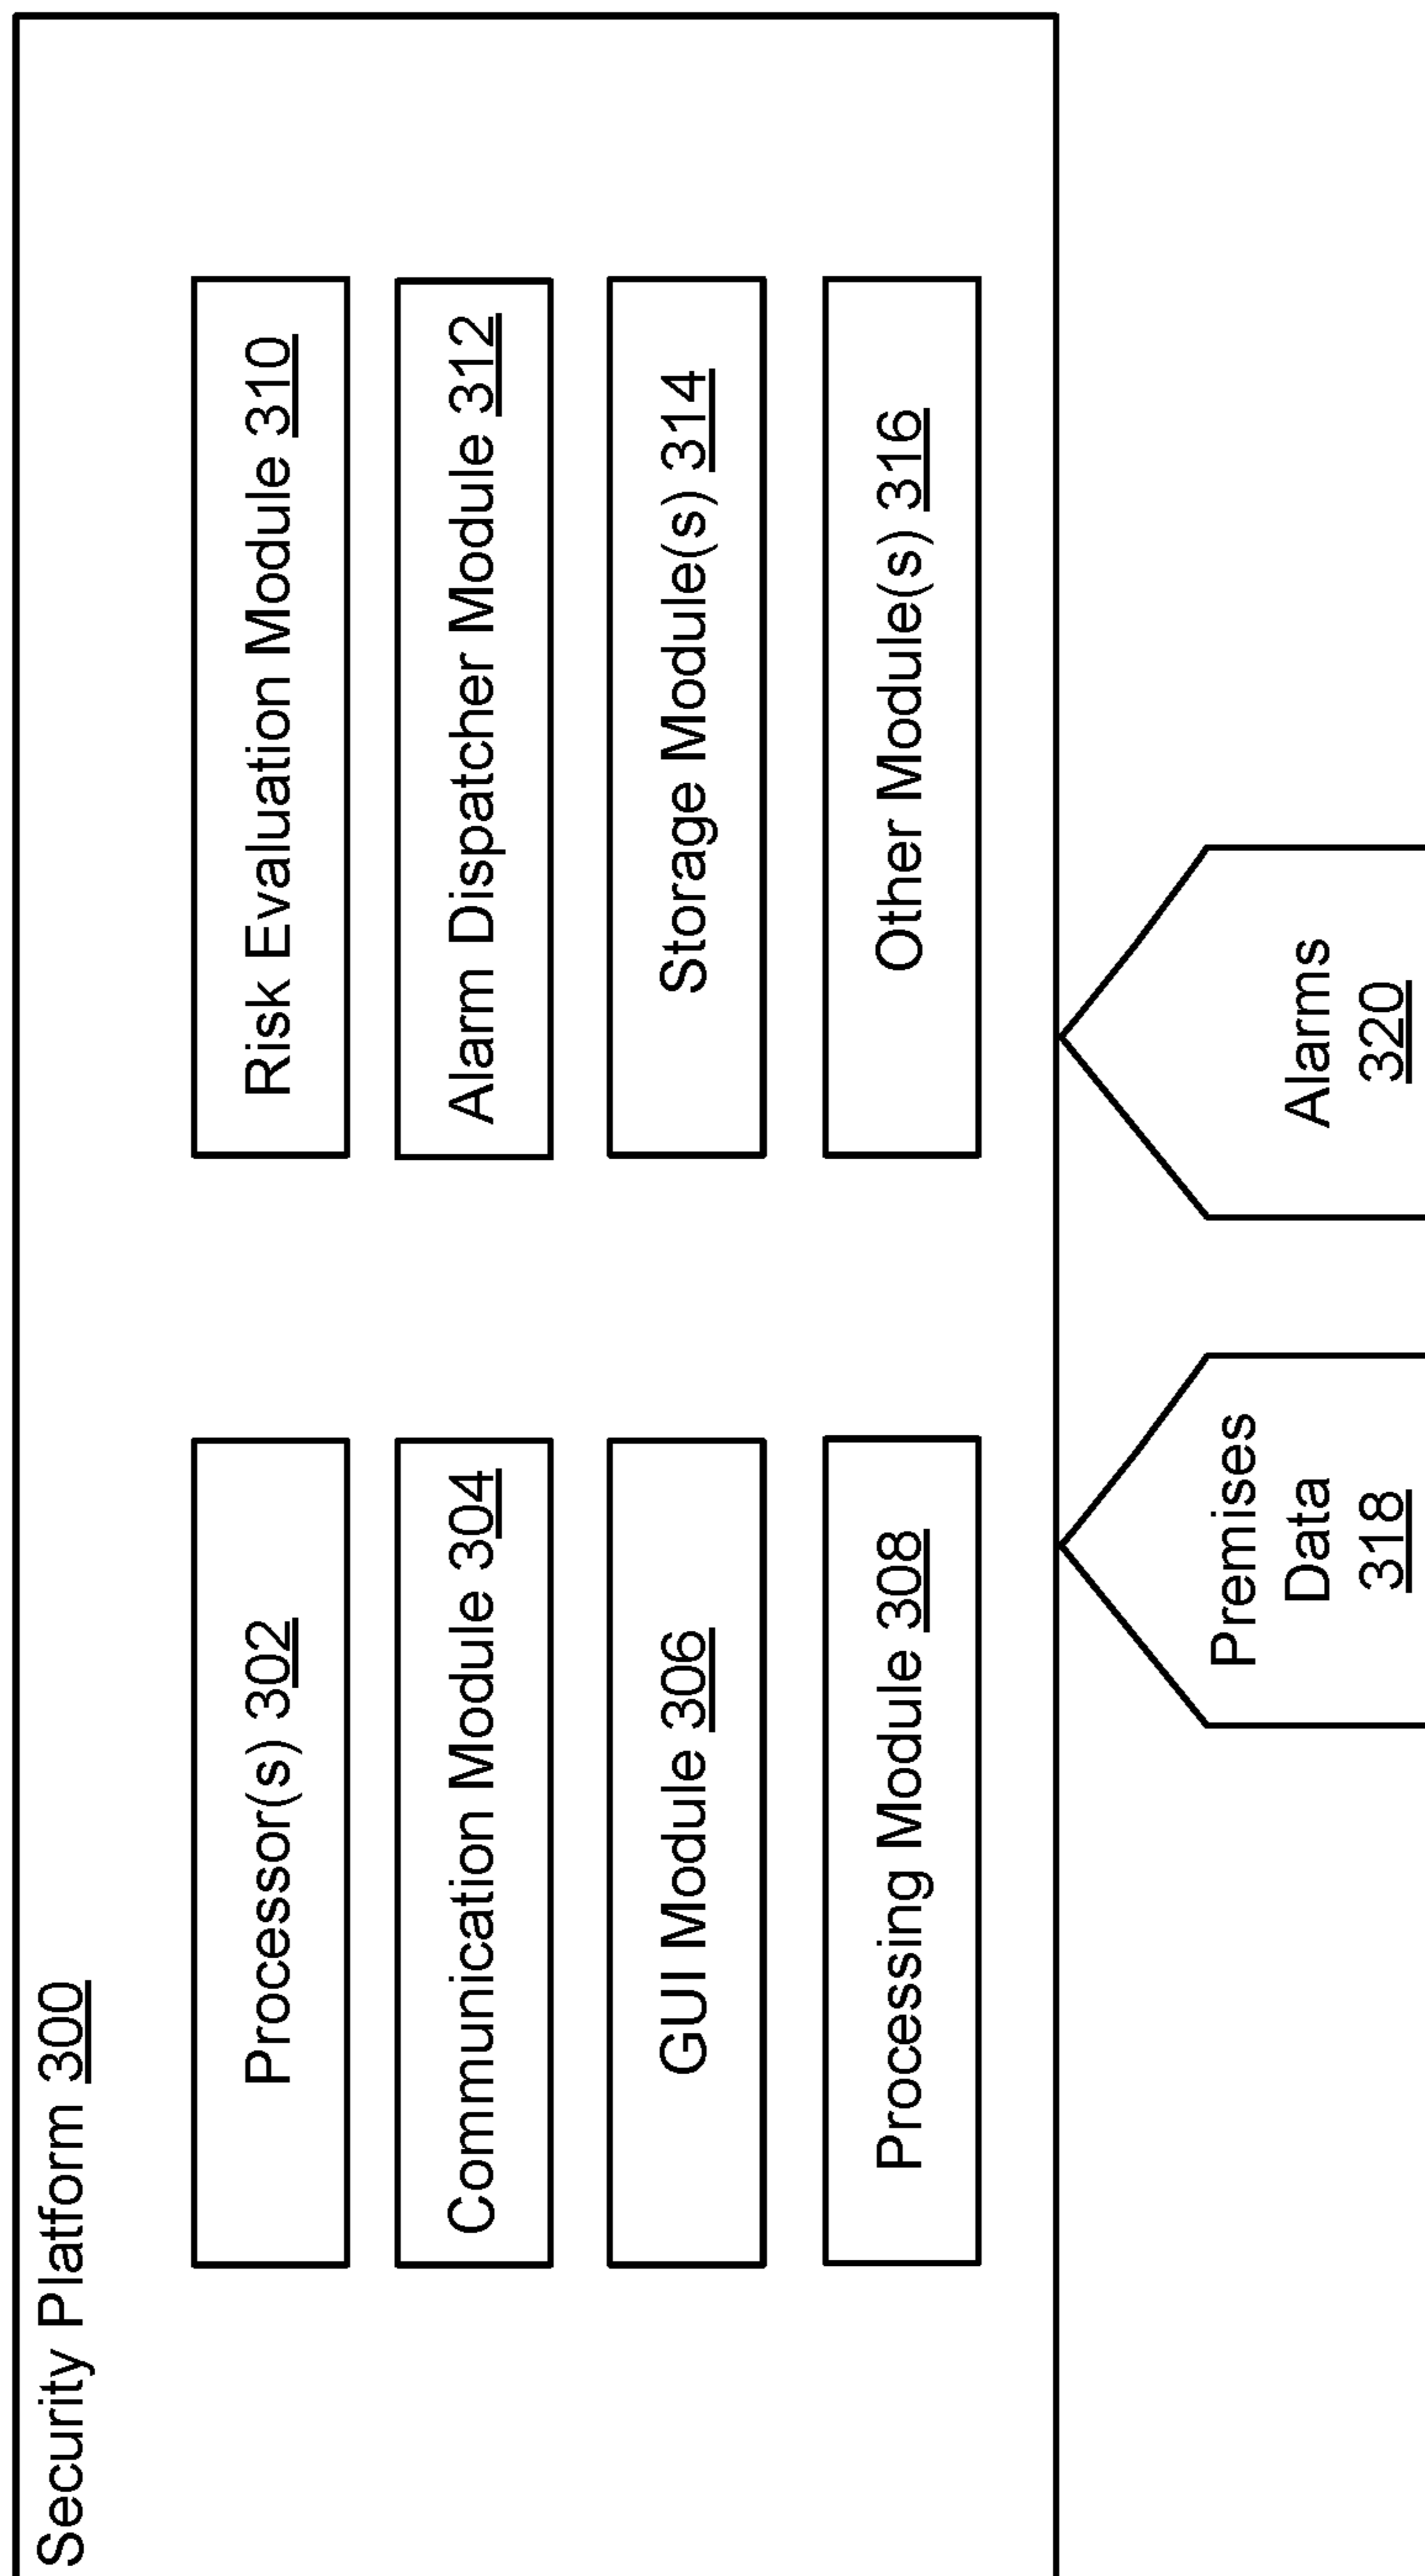 Security Platform 300
Processor(s) 302
Communication Module 304
GUI Module 306
Processing Module 308
Risk Evaluation Module 310
Alarm Dispatcher Module 312
Storage Module(s) 314
Other Module(s) 316
Premises
Data
318
Alarms
320